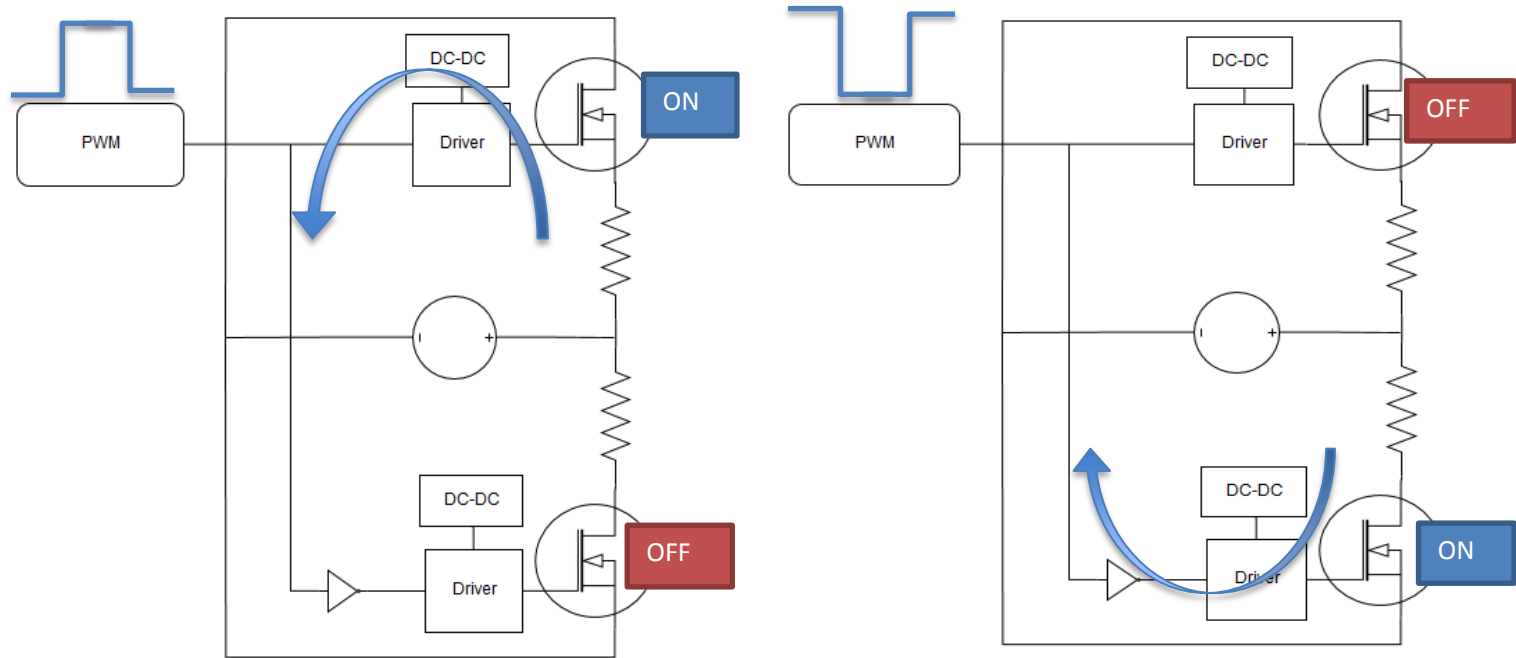 DC-DC
ON
PWM
Driver
- +
DC-DC
OFF
Driver
DC-DC
OFF
PWM
Driver
- +
DC-DC
ON
Driver